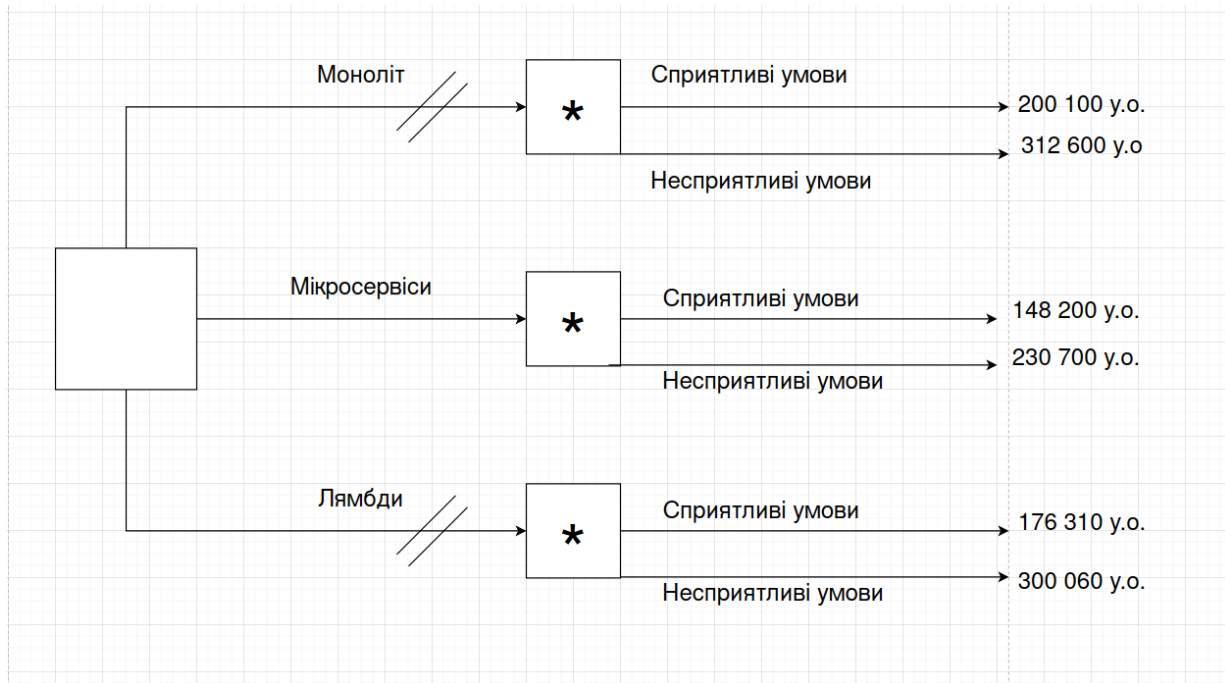 Моноліт
*
Сприятливі умови
200 100 у.о.
312 600 у.о
Несприятливі умови
Мікросервіси
*
Сприятливі умови
148 200 у.о.
230 700 у.о.
Несприятливі умови
Лямбди
*
Сприятливі умови
176 310 у.о.
300 060 у.о.
Несприятливі умови